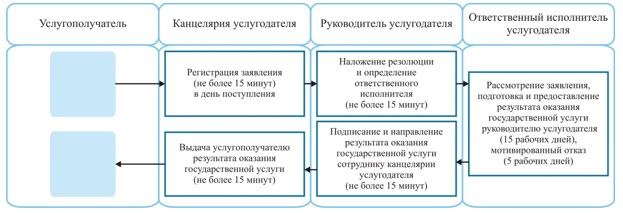 Услугополучатель
Канцелярия услугодателя
Руководитель услугодателя
Ответственный исполнитель
услугодателя
Регистрация заявления
(не более 15 минут)
в день поступления
Наложение резолюции
и определение
ответственного
исполнителя
(не более 15 минут)
Рассмотрение заявления,
подготовка и предоставление
результата оказания
государственной услуги
руководителю услугодателя
(15 рабочих дней),
мотивированный отказ
(5 рабочих дней)
Выдача услугополучателю
результата оказания
государственной услуги
(не более 15 минут)
Подписание и направление
результата оказания
государственной услуги
сотруднику канцелярии
услугодателя
(не более 15 минут)